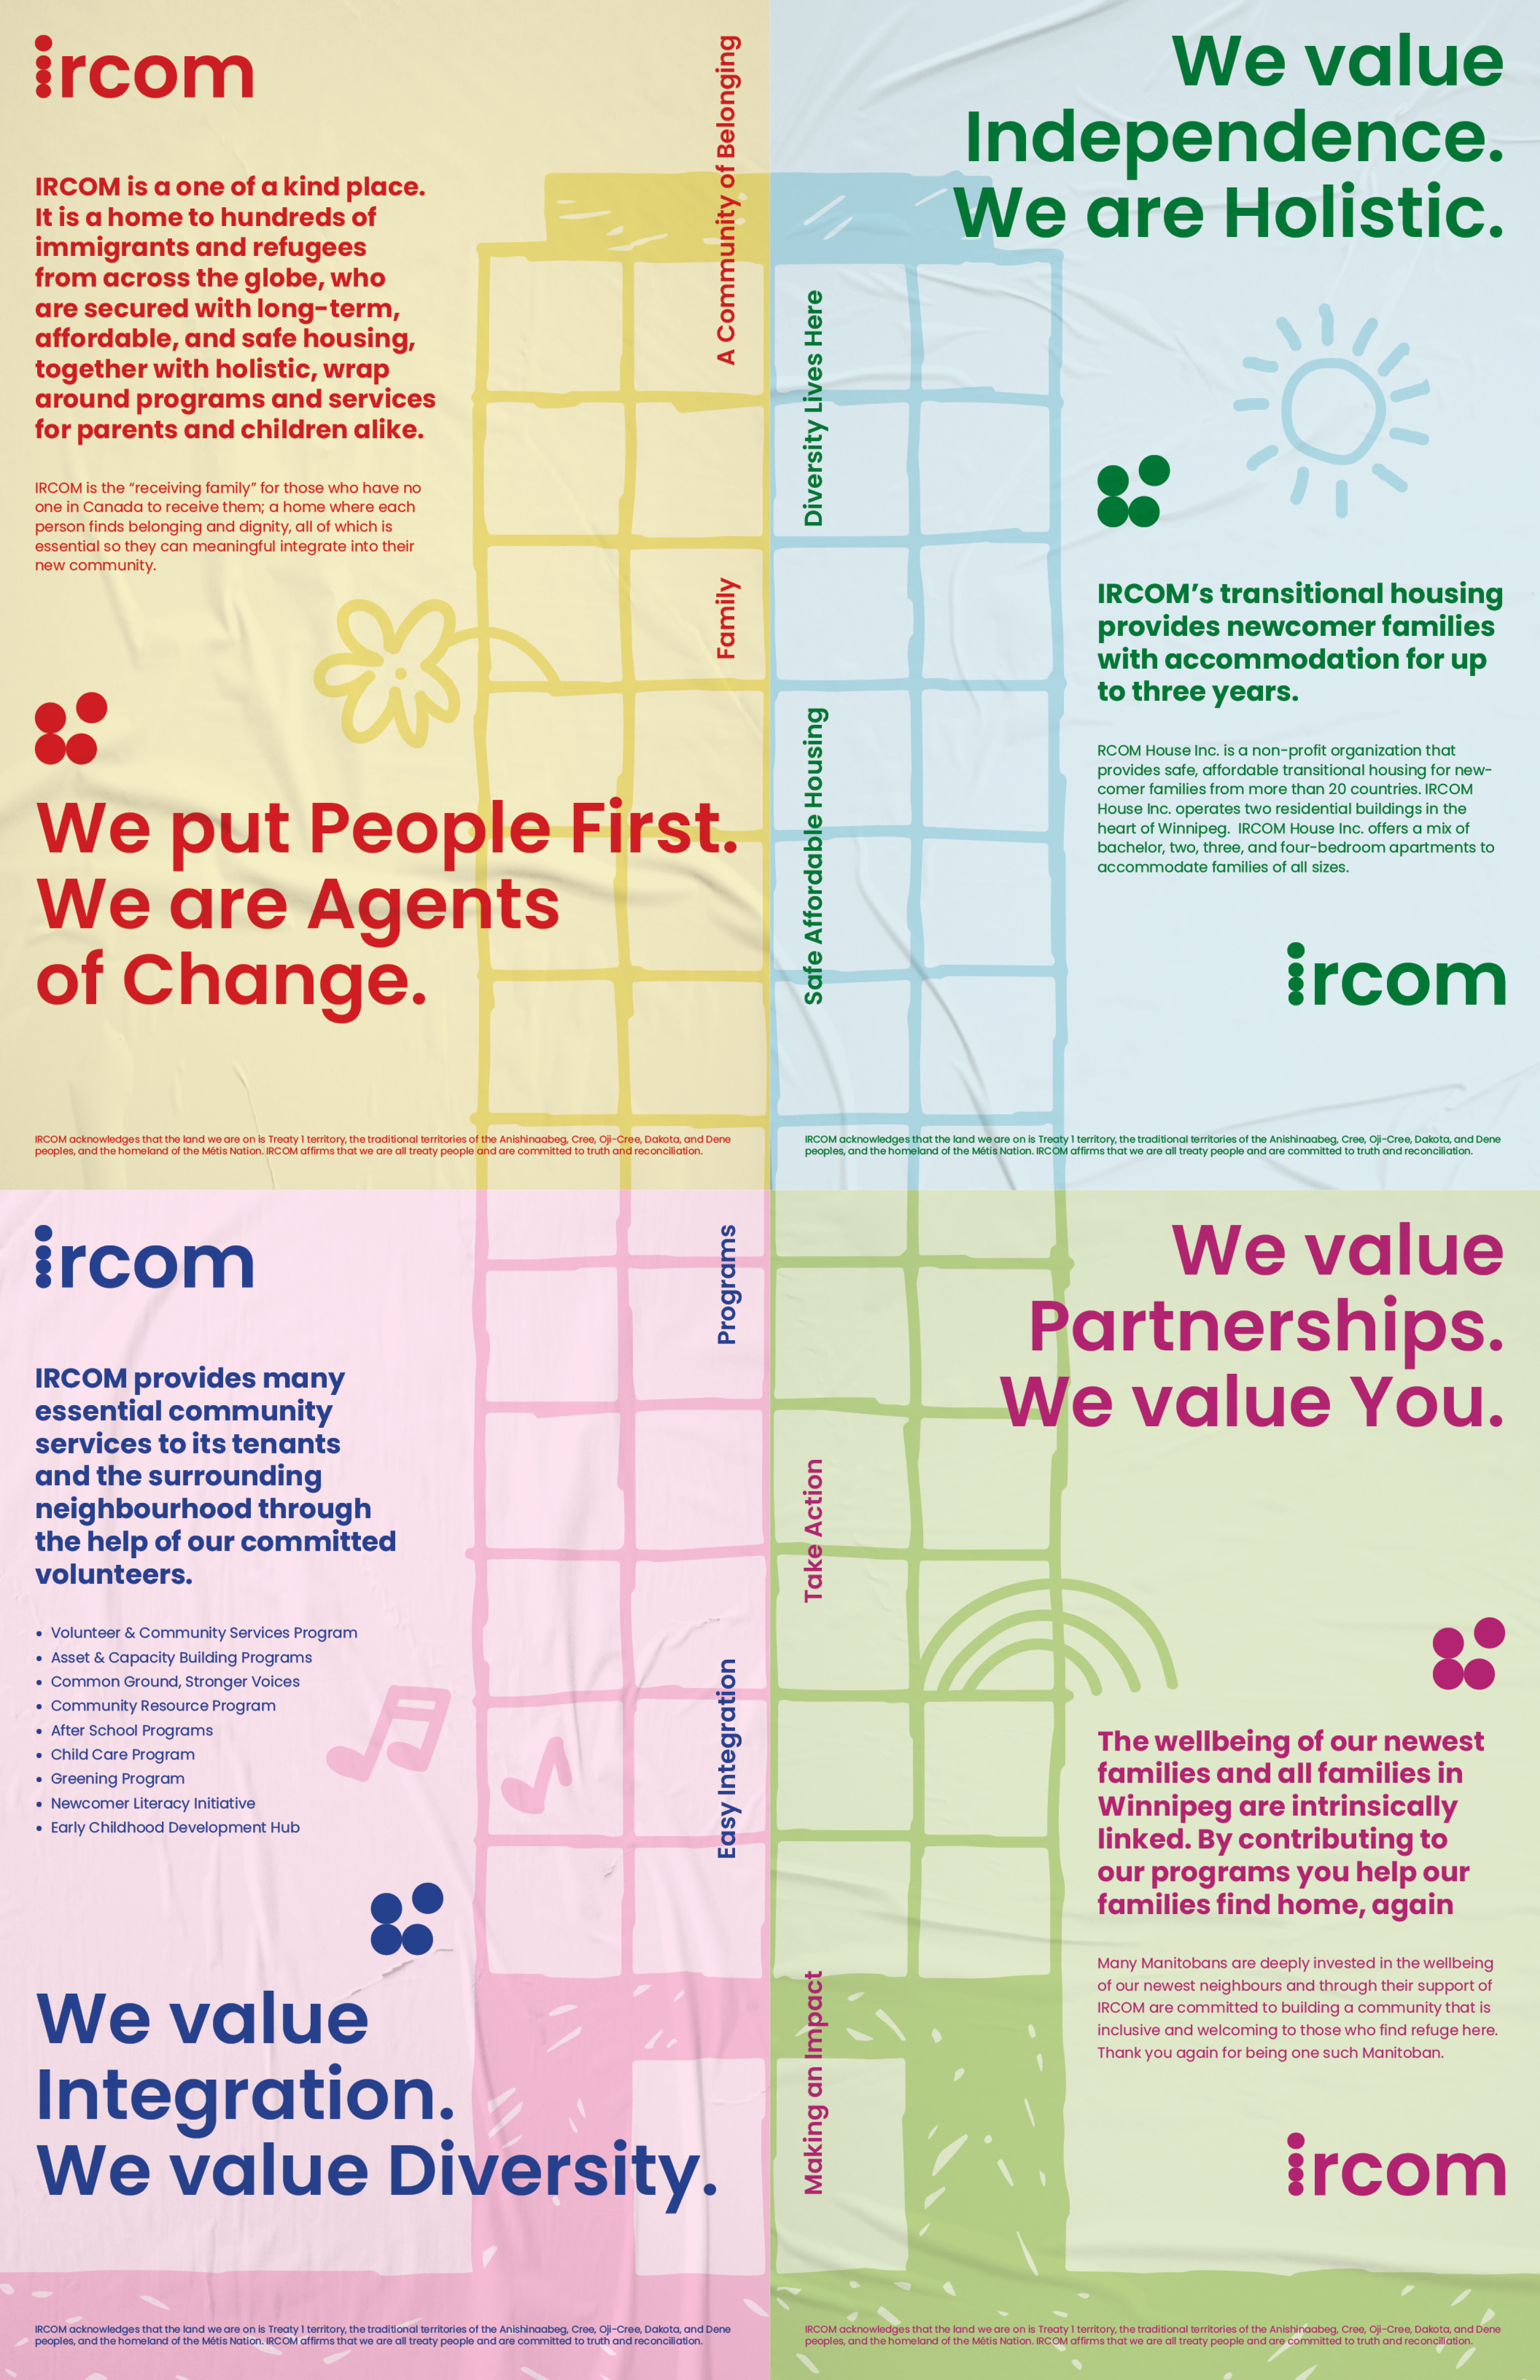 ircom
IRCOM is a one of a kind place.
It is a home to hundreds of
immigrants and refugees
from across the globe, who
are secured with long-term,
affordable, and safe housing,
together with holistic, wrap
around programs and services
for parents and children alike.
IRCOM is the “receiving family” for those who have no
one in Canada to receive them; a home where each
person finds belonging and dignity, all of which is
essential so they can meaningful integrate into their
new community.
A Community of Belonging
Family
We put People First.
We are Agents
of Change.
IRCOM acknowledges that the land we are on is Treaty 1 territory, the traditional territories of the Anishinaabeg, Cree, Oji-Cree, Dakota, and Dene
peoples, and the homeland of the Métis Nation. IRCOM affirms that we are all treaty people and are committed to truth and reconciliation.
We value
Independence.
We are Holistic.
Diversity Lives Here
Safe Affordable Housing
IRCOM’s transitional housing
provides newcomer families
with accommodation for up
to three years.
RCOM House Inc. is a non-profit organization that
provides safe, affordable transitional housing for new-
comer families from more than 20 countries. IRCOM
House Inc. operates two residential buildings in the
heart of Winnipeg.  IRCOM House Inc. offers a mix of
bachelor, two, three, and four-bedroom apartments to
accommodate families of all sizes.
ircom
IRCOM acknowledges that the land we are on is Treaty 1 territory, the traditional territories of the Anishinaabeg, Cree, Oji-Cree, Dakota, and Dene
peoples, and the homeland of the Métis Nation. IRCOM affirms that we are all treaty people and are committed to truth and reconciliation.
ircom
IRCOM provides many
essential community
services to its tenants
and the surrounding
neighbourhood through
the help of our committed
volunteers.
• Volunteer & Community Services Program
• Asset & Capacity Building Programs
• Common Ground, Stronger Voices
• Community Resource Program
• After School Programs
• Child Care Program
• Greening Program
• Newcomer Literacy Initiative
• Early Childhood Development Hub
Programs
Easy Integration
We value
Integration.
We value Diversity.
IRCOM acknowledges that the land we are on is Treaty 1 territory, the traditional territories of the Anishinaabeg, Cree, Oji-Cree, Dakota, and Dene
peoples, and the homeland of the Métis Nation. IRCOM affirms that we are all treaty people and are committed to truth and reconciliation.
We value
Partnerships.
We value You.
Take Action
Making an Impact
The wellbeing of our newest
families and all families in
Winnipeg are intrinsically
linked. By contributing to
our programs you help our
families find home, again
Many Manitobans are deeply invested in the wellbeing
of our newest neighbours and through their support of
IRCOM are committed to building a community that is
inclusive and welcoming to those who find refuge here.
Thank you again for being one such Manitoban.
ircom
IRCOM acknowledges that the land we are on is Treaty 1 territory, the traditional territories of the Anishinaabeg, Cree, Oji-Cree, Dakota, and Dene
peoples, and the homeland of the Métis Nation. IRCOM affirms that we are all treaty people and are committed to truth and reconciliation.